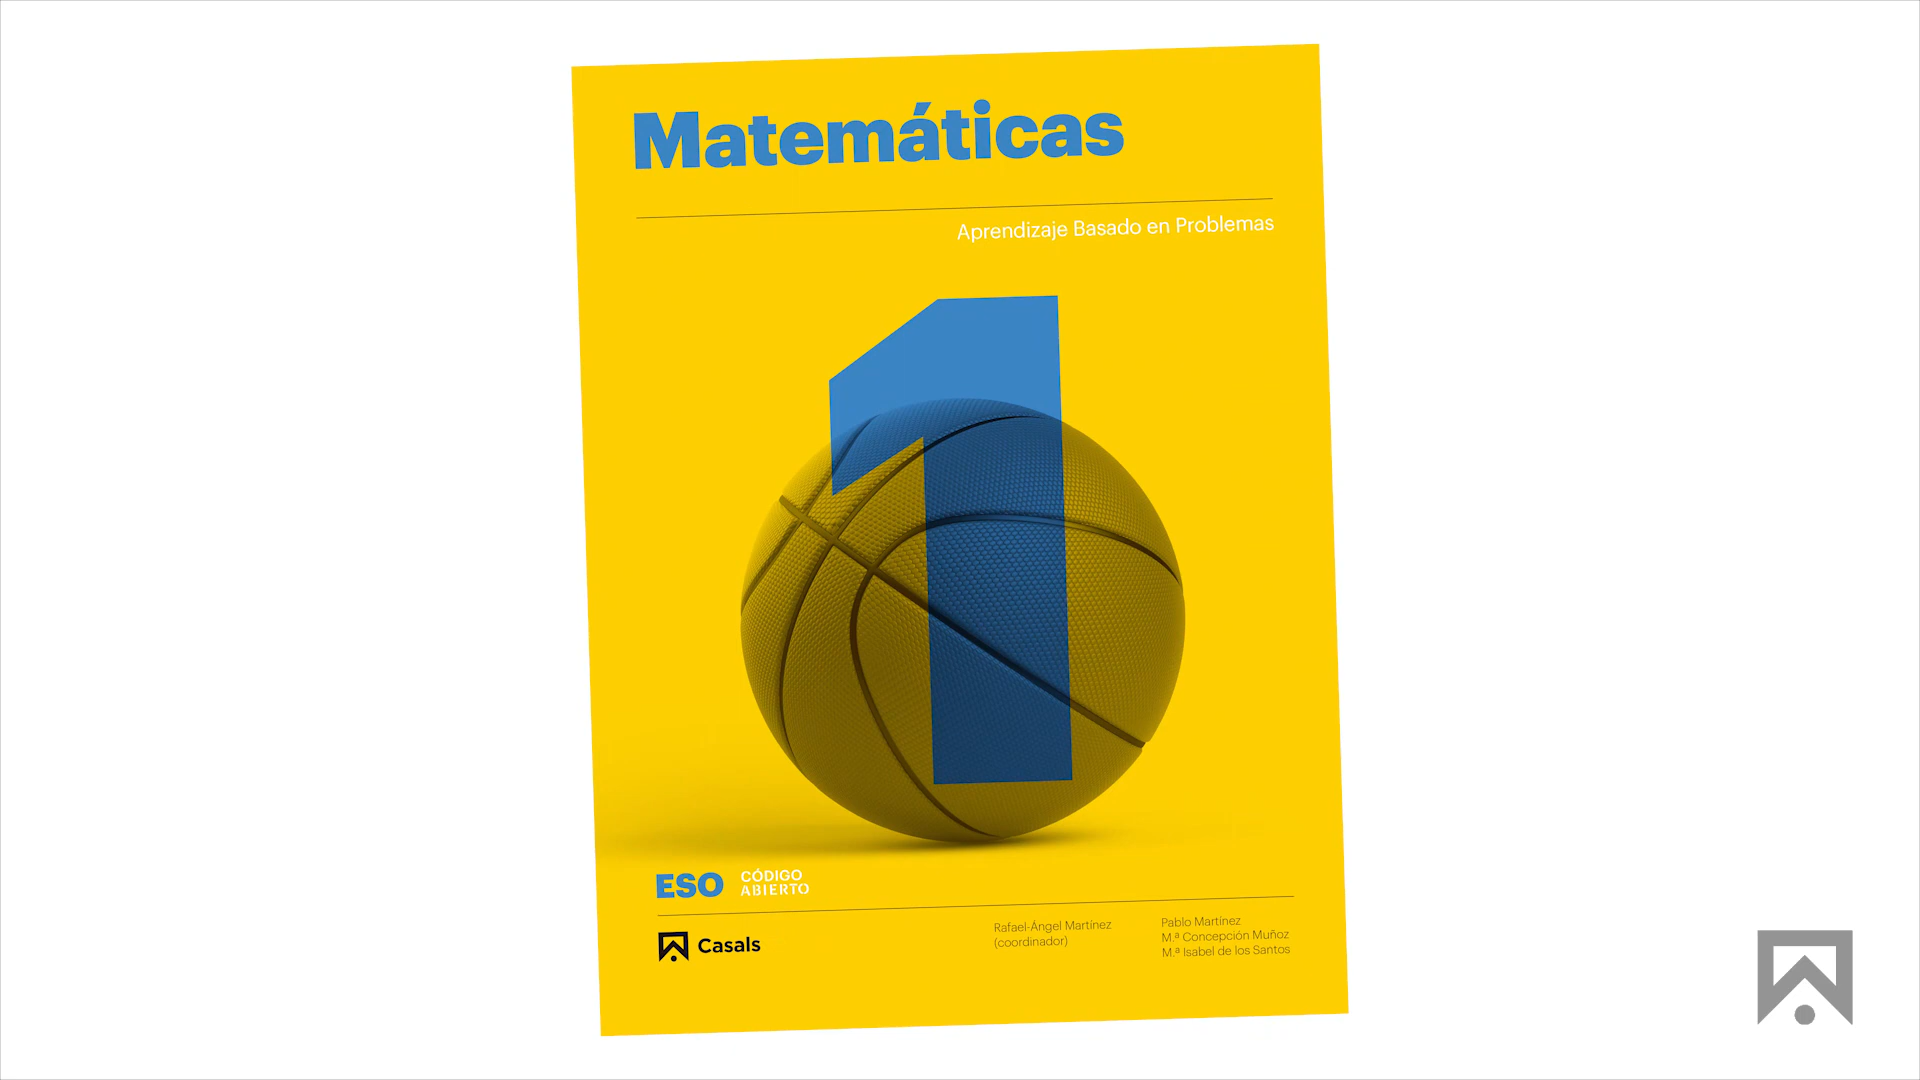 Matemáticas
Aprendizaje Basado en Problemas
1
ESO
CÓDIGO
ABIERTO
Casals
Rafael-Ángel Martínez
(coordinador)
Pablo Martínez
M.ª Concepción Muñoz
M.ª Isabel de los Santos